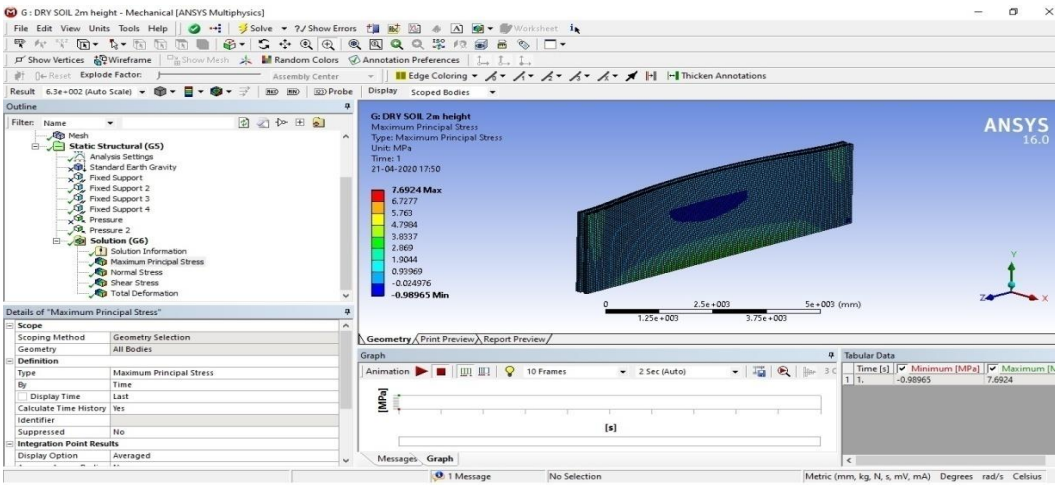 G : DRY SOIL 2m height - Mechanical [ANSYS Multiphysics]
File Edit View Units Tools Help Solve ?/ Show Errors Worksheet
Show Vertices Wireframe Show Mesh Random Colors Annotation Preferences
Reset Explode Factor: Assembly Center Edge Coloring Thicken Annotations
Result 6.3e+002 (Auto Scale) Probe Display Scoped Bodies
Outline
Filter: Name
Mesh
Static Structural (G5)
Analysis Settings
Standard Earth Gravity
Fixed Support
Fixed Support 2
Fixed Support 3
Fixed Support 4
Pressure
Pressure 2
Solution (G6)
Solution Information
Maximum Principal Stress
Normal Stress
Shear Stress
Total Deformation
G: DRY SOIL 2m height
Maximum Principal Stress
Type: Maximum Principal Stress
Unit: MPa
Time: 1
21-04-2020 17:50
7.6924 Max
6.7277
5.763
4.7984
3.8337
2.869
1.9044
0.93969
-0.024976
-0.98965 Min
ANSYS
16.0
Y
Z X
0 2.5e+003 5e+003 (mm)
1.25e+003 3.75e+003
Geometry Print Preview Report Preview
Details of "Maximum Principal Stress"
Scope
Scoping Method Geometry Selection
Geometry All Bodies
Definition
Type Maximum Principal Stress
By Time
Display Time Last
Calculate Time History Yes
Identifier
Suppressed No
Integration Point Results
Display Option Averaged
Graph
Animation 10 Frames 2 Sec (Auto)
[MPa]
[s]
Messages Graph
Tabular Data
Time [s] Minimum [MPa] Maximum [M
1 1. -0.98965 7.6924
1 Message No Selection Metric (mm, kg, N, s, mV, mA) Degrees rad/s Celsius